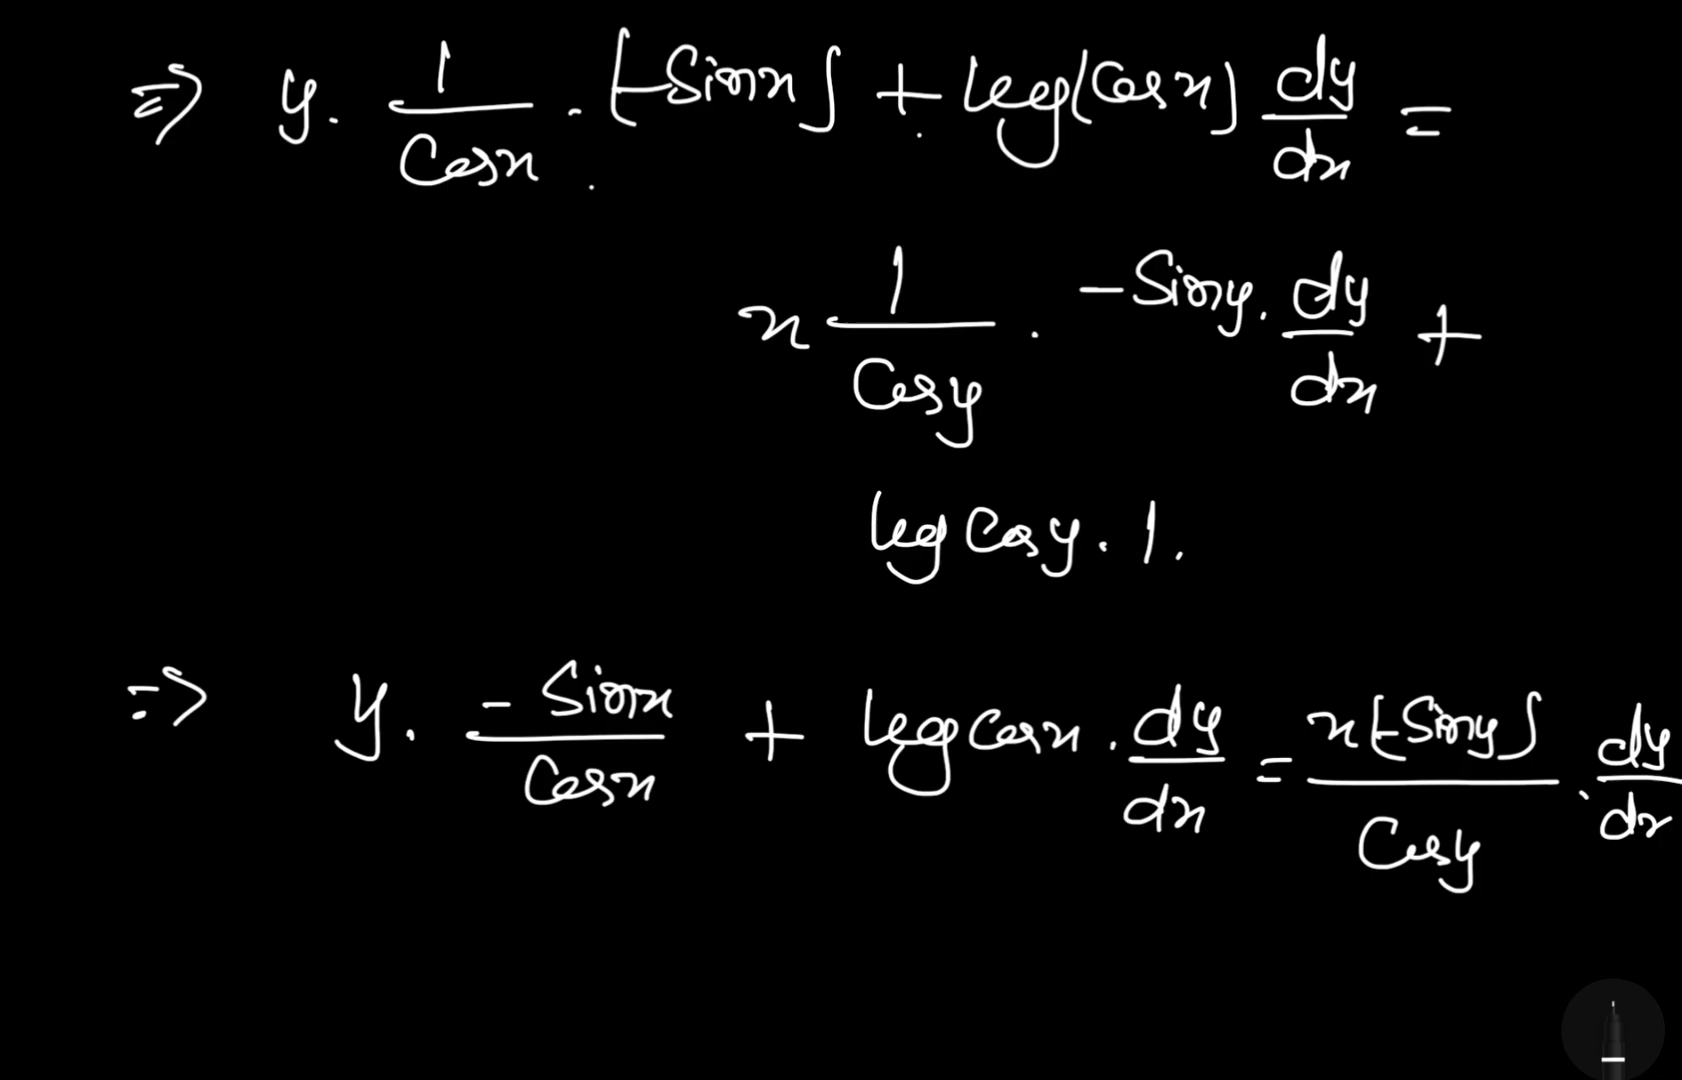 ⇒ y. 1/Cosx . [-Sinx] + log(Cosx) dy/dx =
x 1/Cosy . -Siny. dy/dx +
log Cosy . 1.
⇒ y. -Sinx/Cosx + log Cosx . dy/dx = x[-Siny]/Cosy . dy/dx